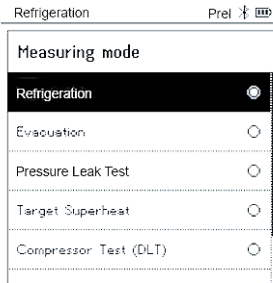 Refrigeration Prel
Measuring mode
Refrigeration
Evacuation
Pressure Leak Test
Target Superheat
Compressor Test (DLT)